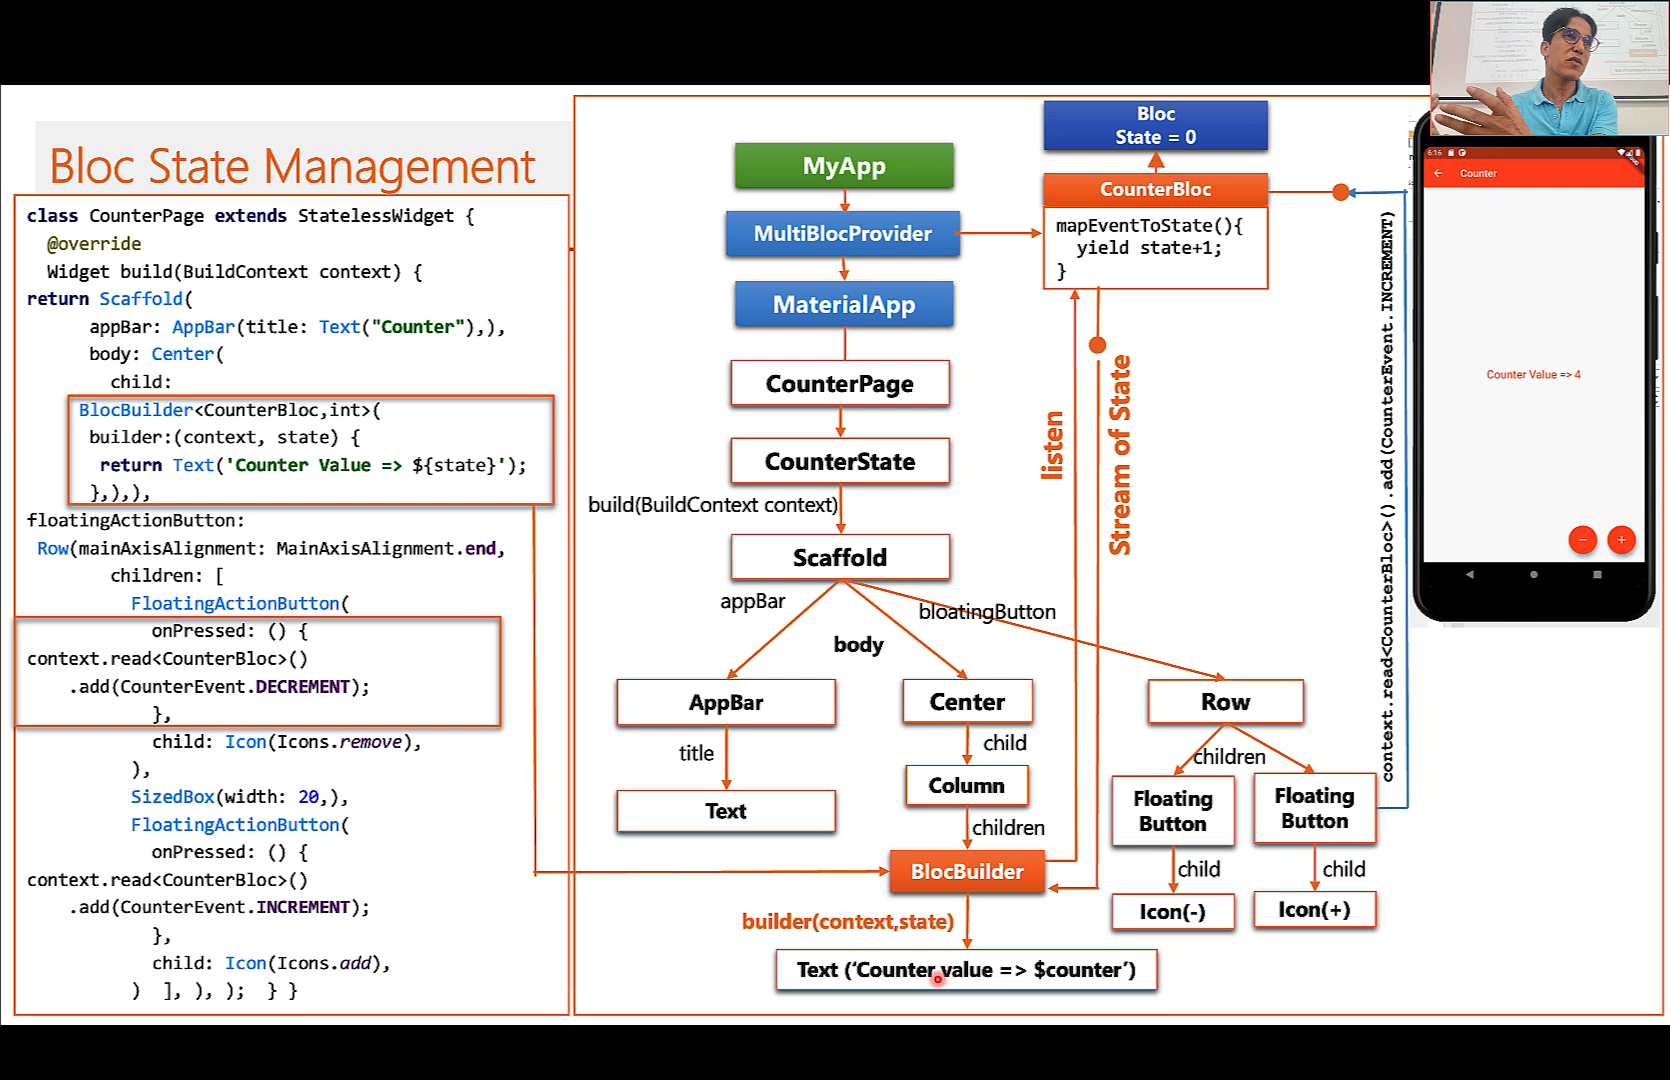 Bloc State Management
class CounterPage extends StatelessWidget {
@override
Widget build(BuildContext context) {
return Scaffold(
appBar: AppBar(title: Text("Counter"),),
body: Center(
child:
BlocBuilder<CounterBloc,int>(
builder:(context, state) {
return Text('Counter Value => ${state}');
},),),
floatingActionButton:
Row(mainAxisAlignment: MainAxisAlignment.end,
children: [
FloatingActionButton(
onPressed: () {
context.read<CounterBloc>()
.add(CounterEvent.DECREMENT);
},
child: Icon(Icons.remove),
),
SizedBox(width: 20,),
FloatingActionButton(
onPressed: () {
context.read<CounterBloc>()
.add(CounterEvent.INCREMENT);
},
child: Icon(Icons.add),
) ], ), ); } }
MyApp
MultiBlocProvider
MaterialApp
CounterPage
CounterState
build(BuildContext context)
Scaffold
appBar
body
bloatingButton
AppBar
Center
Row
title
child
children
Text
Column
Floating
Button
Floating
Button
children
child
child
BlocBuilder
Icon(-)
Icon(+)
builder(context,state)
Text (‘Counter value => $counter’)
Bloc
State = 0
CounterBloc
mapEventToState(){
yield state+1;
}
listen
Stream of State
context.read<CounterBloc>().add(CounterEvent.INCREMENT)
6:16
Counter
Counter Value => 4